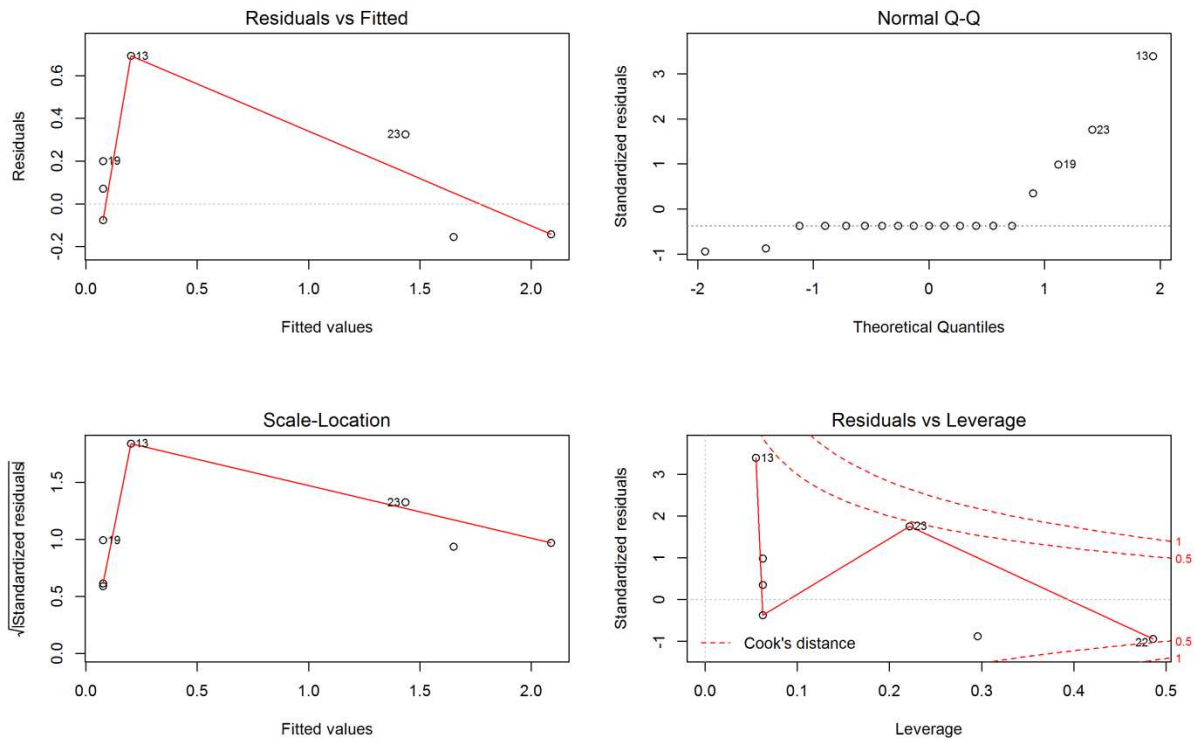 Residuals vs Fitted
Residuals
-0.2 0.0 0.2 0.4 0.6
13
23
19
0.0 0.5 1.0 1.5 2.0
Fitted values
Normal Q-Q
Standardized residuals
-1 0 1 2 3
13
23
19
-2 -1 0 1 2
Theoretical Quantiles
Scale-Location
√|Standardized residuals|
0.0 0.5 1.0 1.5
13
23
19
0.0 0.5 1.0 1.5 2.0
Fitted values
Residuals vs Leverage
Standardized residuals
-1 0 1 2 3
13
23
1
0.5
22
0.5
1
Cook's distance
0.0 0.1 0.2 0.3 0.4 0.5
Leverage